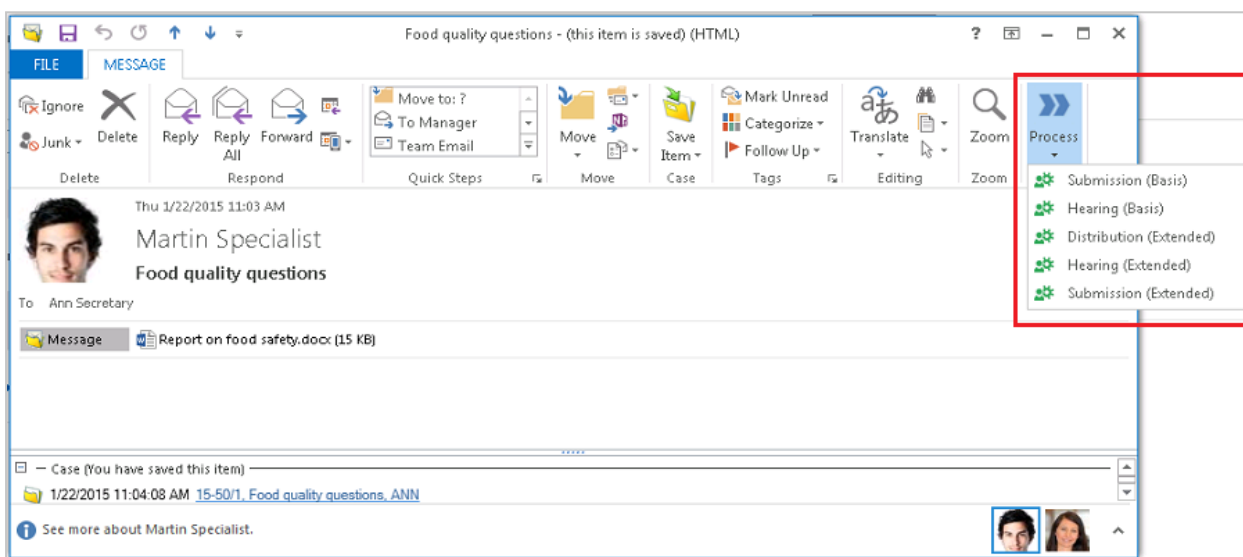 Food quality questions - (this item is saved) (HTML)
?
FILE MESSAGE
Ignore
Junk
Delete
Reply
Reply All
Forward
Move to: ?
To Manager
Team Email
Move
Save Item
Mark Unread
Categorize
Follow Up
Translate
Zoom
Process
Delete
Respond
Quick Steps
Move
Case
Tags
Editing
Zoom
Submission (Basis)
Hearing (Basis)
Distribution (Extended)
Hearing (Extended)
Submission (Extended)
Thu 1/22/2015 11:03 AM
Martin Specialist
Food quality questions
To Ann Secretary
Message
Report on food safety.docx (15 KB)
Case (You have saved this item)
1/22/2015 11:04:08 AM 15-50/1, Food quality questions, ANN
See more about Martin Specialist.